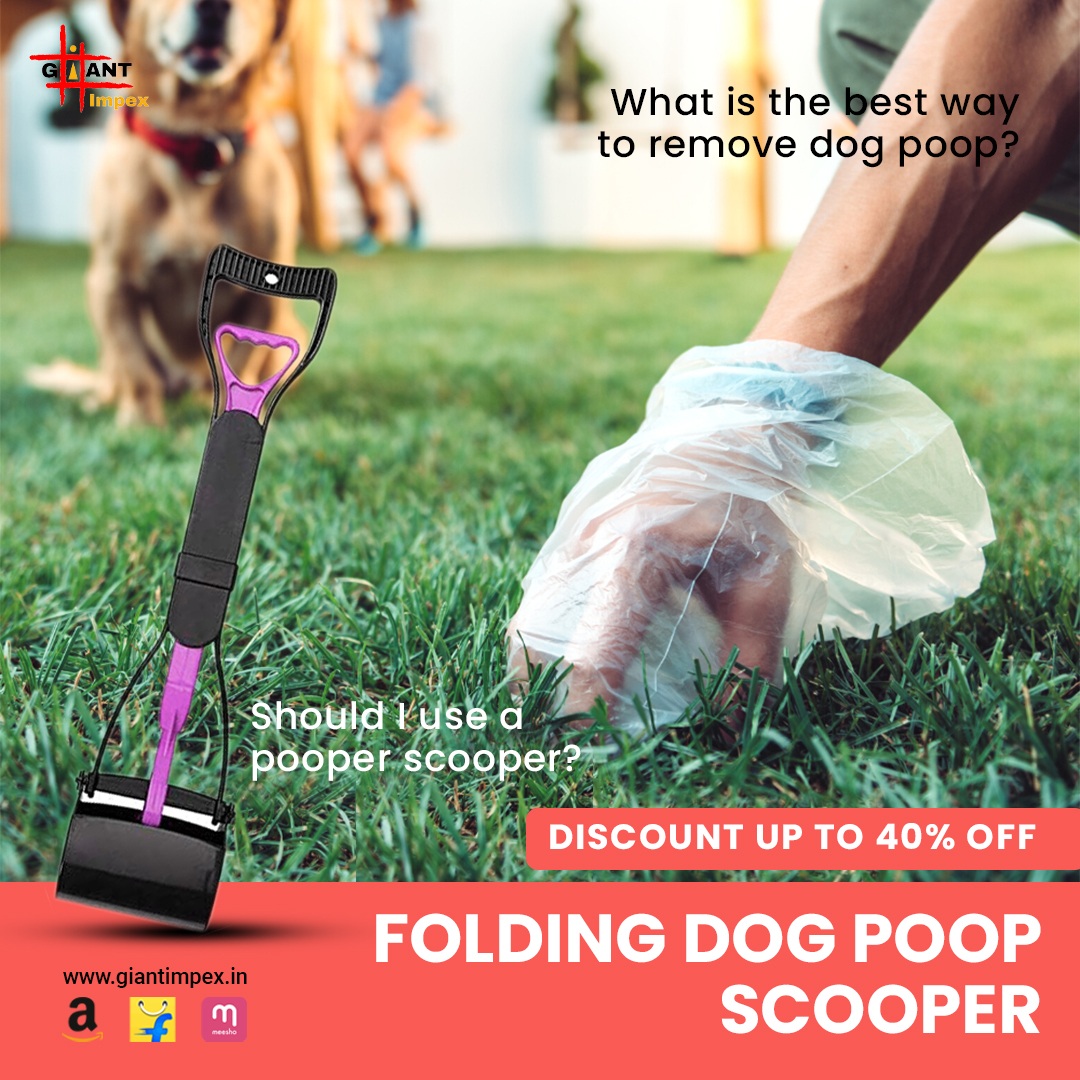 GIANT
Impex
What is the best way
to remove dog poop?
Should I use a
pooper scooper?
DISCOUNT UP TO 40% OFF
FOLDING DOG POOP
SCOOPER
www.giantimpex.in
a
f
m
meesho